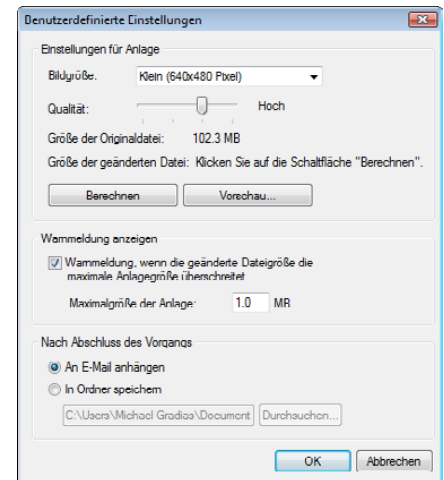 Benutzerdefinierte Einstellungen
Einstellungen für Anlage
Bildgröße:
Klein (640x480 Pixel)
Qualität:
Hoch
Größe der Originaldatei: 102.3 MB
Größe der geänderten Datei: Klicken Sie auf die Schaltfläche "Berechnen".
Berechnen
Vorschau...
Warnmeldung anzeigen
Warnmeldung, wenn die geänderte Dateigröße die
maximale Anlagegröße überschreitet
Maximalgröße der Anlage: 1.0 MB
Nach Abschluss des Vorgangs
An E-Mail anhängen
In Ordner speichern
C:\Users\Michael Gradias\Document
Durchsuchen...
OK
Abbrechen